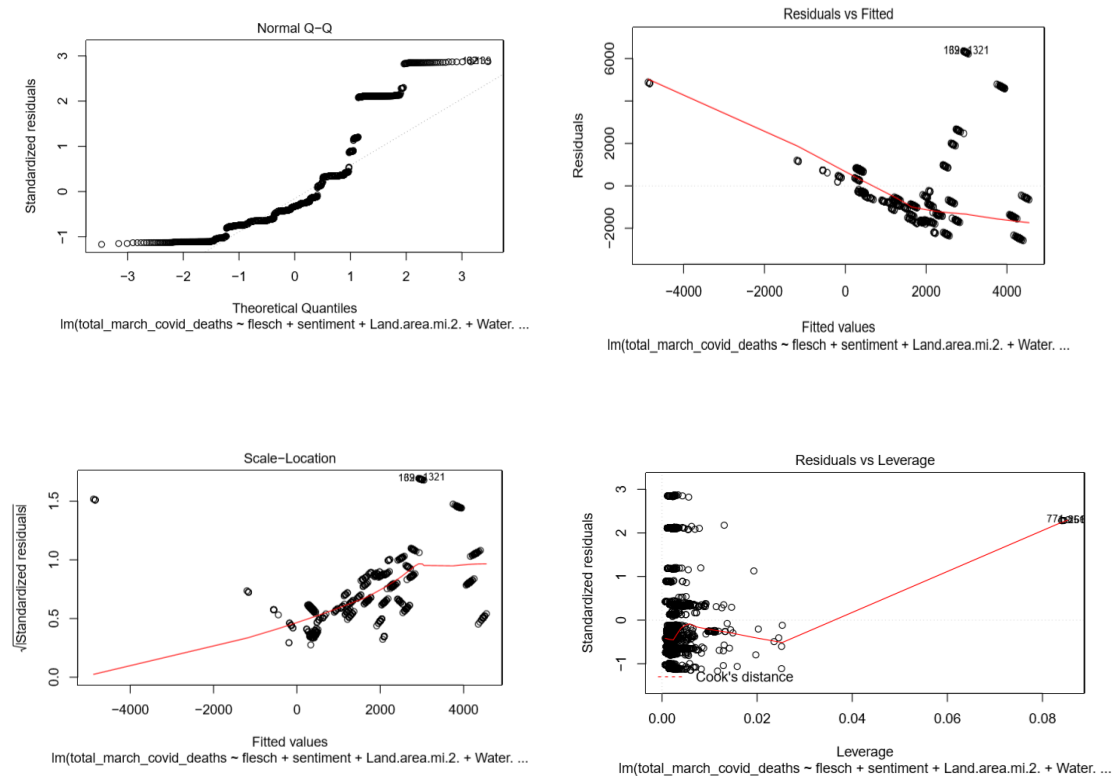 Normal Q−Q
Standardized residuals
3
2
1
0
−1
−3
−2
−1
0
1
2
3
Theoretical Quantiles
lm(total_march_covid_deaths ~ flesch + sentiment + Land.area.mi.2. + Water. ...
Residuals vs Fitted
1321
Residuals
6000
2000
0
−2000
−4000
−2000
0
2000
4000
Fitted values
lm(total_march_covid_deaths ~ flesch + sentiment + Land.area.mi.2. + Water. ...
Scale−Location
1321
√|Standardized residuals|
1.5
1.0
0.5
0.0
−4000
−2000
0
2000
4000
Fitted values
lm(total_march_covid_deaths ~ flesch + sentiment + Land.area.mi.2. + Water. ...
Residuals vs Leverage
Standardized residuals
3
2
1
0
−1
Cook's distance
0.00
0.02
0.04
0.06
0.08
Leverage
lm(total_march_covid_deaths ~ flesch + sentiment + Land.area.mi.2. + Water. ...